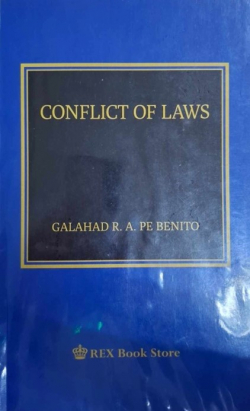 CONFLICT OF LAWS
GALAHAD R. A. PE BENITO
REX Book Store